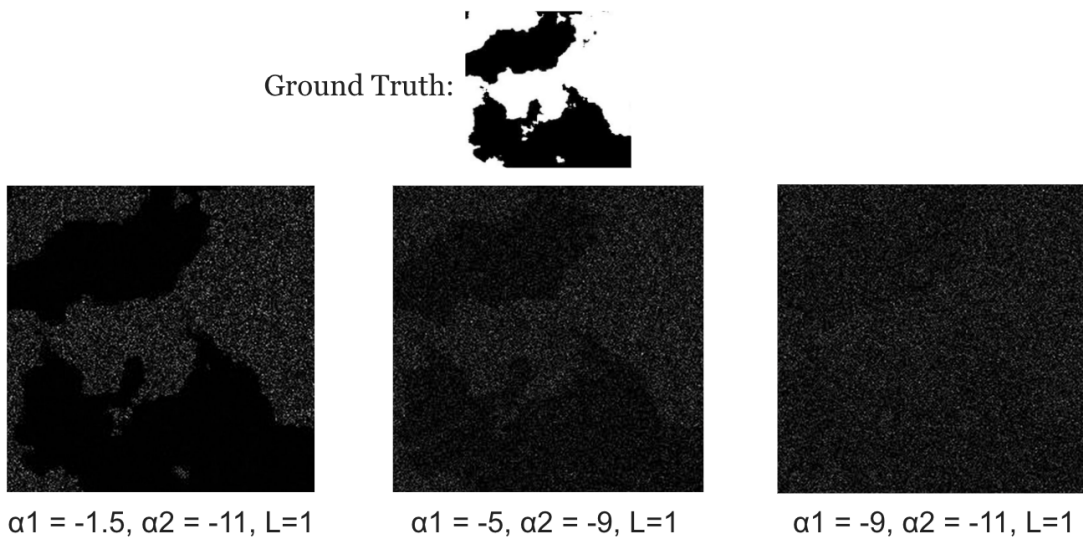 Ground Truth:
α1 = -1.5, α2 = -11, L=1
α1 = -5, α2 = -9, L=1
α1 = -9, α2 = -11, L=1